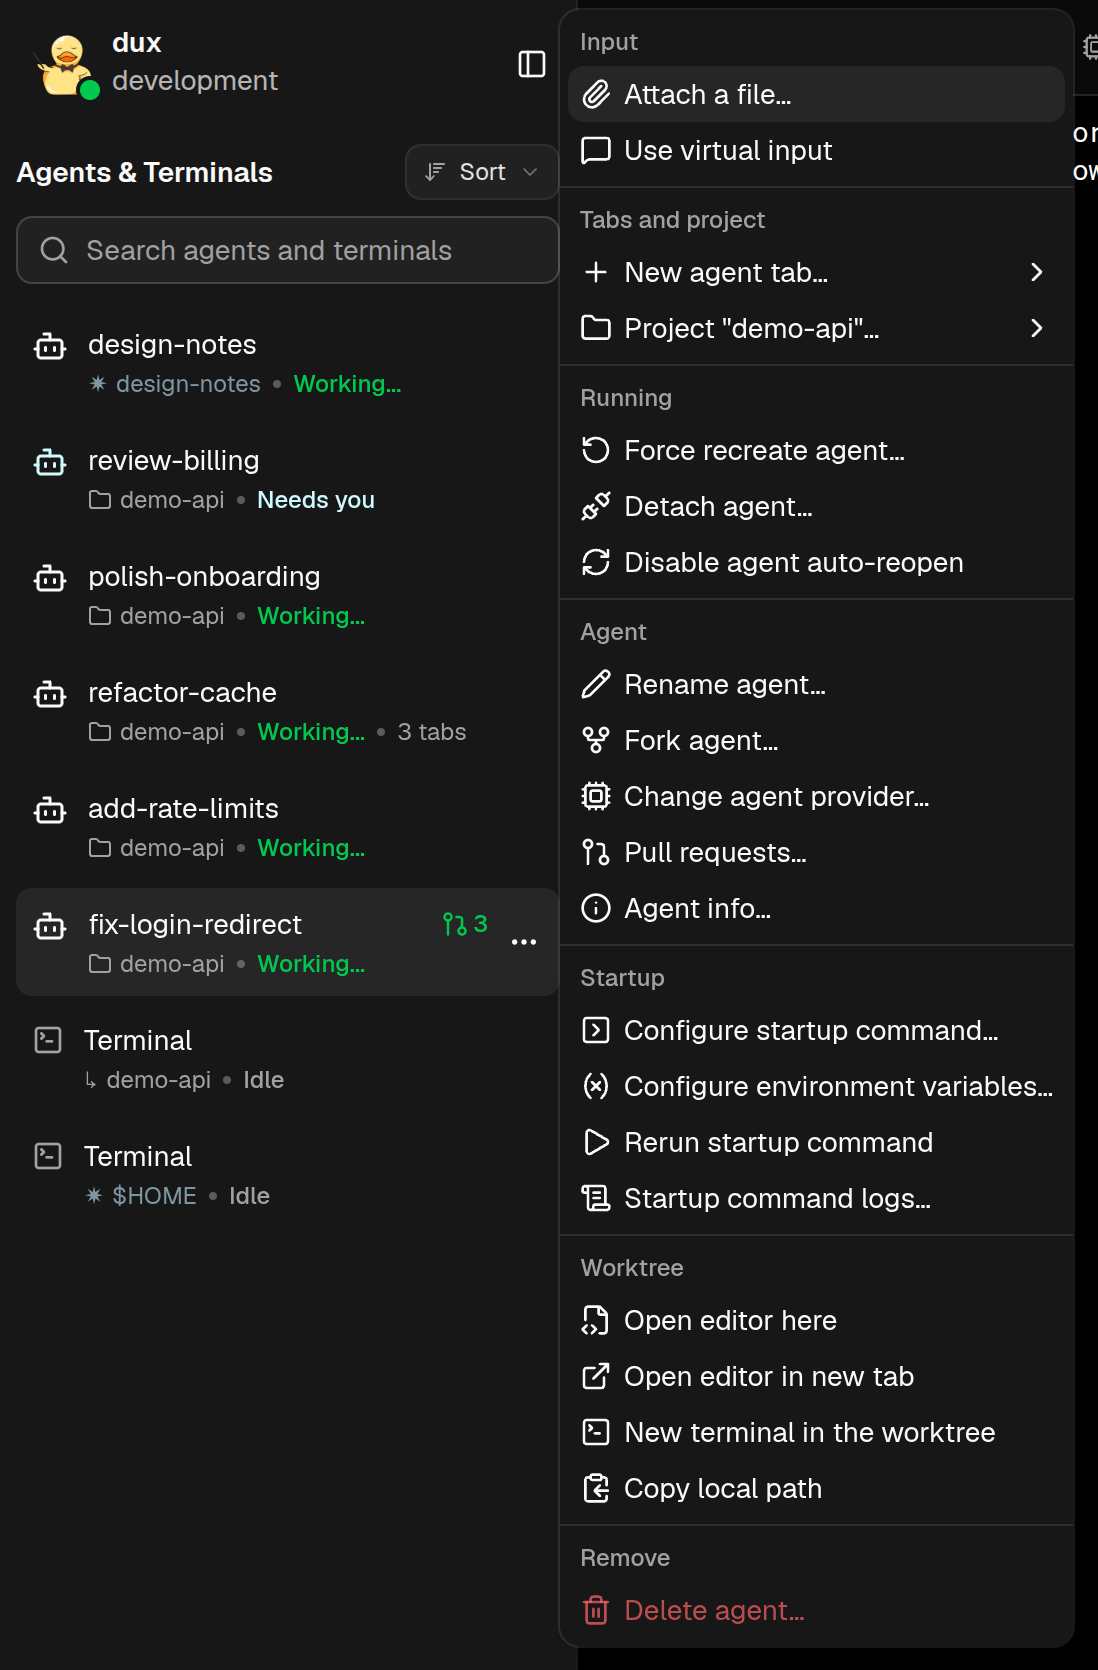 dux
development
Agents & Terminals
Sort
Search agents and terminals
design-notes
design-notes • Working...
review-billing
demo-api • Needs you
polish-onboarding
demo-api • Working...
refactor-cache
demo-api • Working... • 3 tabs
add-rate-limits
demo-api • Working...
fix-login-redirect 3
demo-api • Working...
Terminal
↳ demo-api • Idle
Terminal
$HOME • Idle
Input
Attach a file...
Use virtual input
Tabs and project
New agent tab...
Project "demo-api"...
Running
Force recreate agent...
Detach agent...
Disable agent auto-reopen
Agent
Rename agent...
Fork agent...
Change agent provider...
Pull requests...
Agent info...
Startup
Configure startup command...
Configure environment variables...
Rerun startup command
Startup command logs...
Worktree
Open editor here
Open editor in new tab
New terminal in the worktree
Copy local path
Remove
Delete agent...